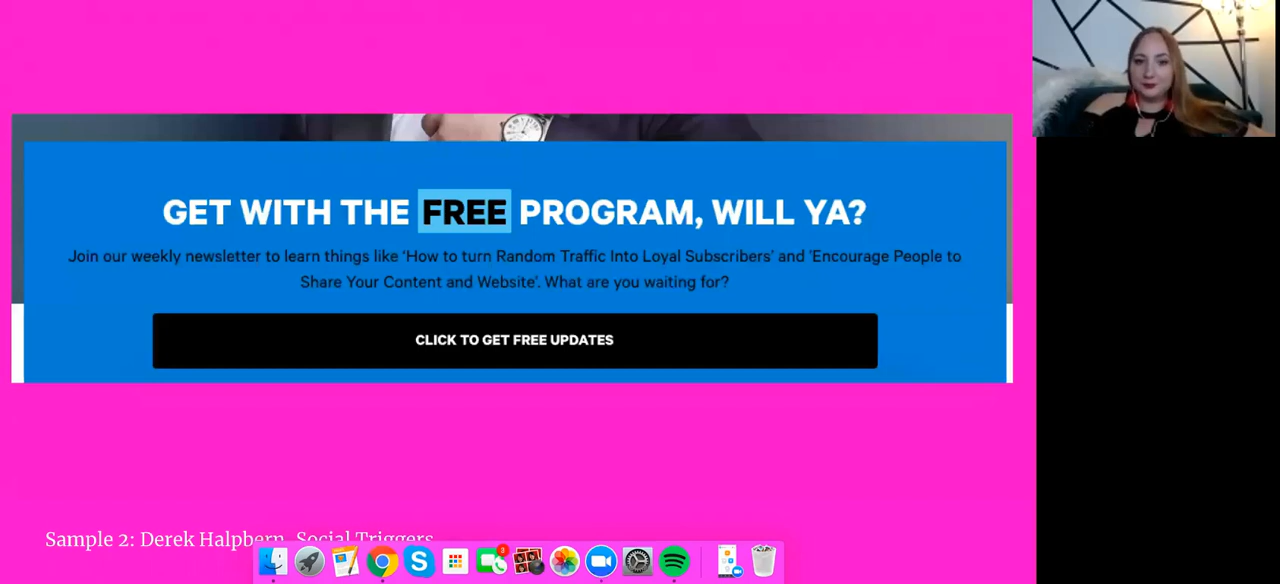 GET WITH THE FREE PROGRAM, WILL YA?
Join our weekly newsletter to learn things like 'How to turn Random Traffic Into Loyal Subscribers' and 'Encourage People to
Share Your Content and Website'. What are you waiting for?
CLICK TO GET FREE UPDATES
Sample 2: Derek Halpbern, Social Triggers
3